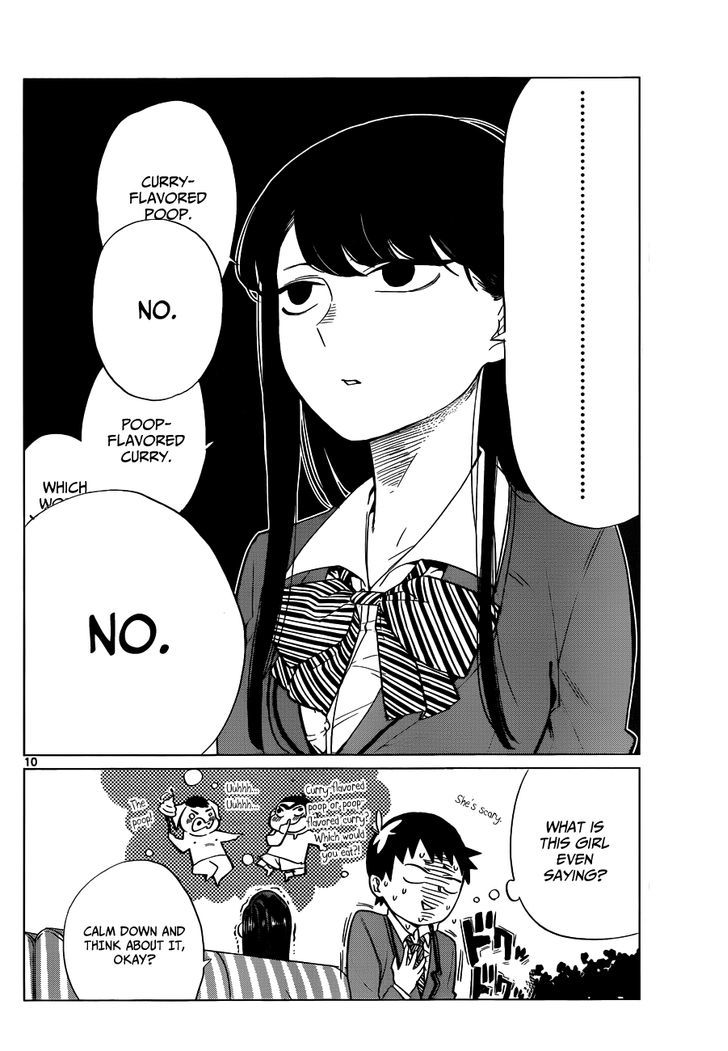 ..............................
CURRY-
FLAVORED
POOP.
NO.
POOP-
FLAVORED
CURRY.
WHICH
NO.
10
WHAT IS
THIS GIRL
EVEN
SAYING?
She's scary.
Curry-flavored
poop or poop
flavored curry?
Which would
you eat?!
Uuhhh...
Uuhhh...
The
poop!
CALM DOWN AND
THINK ABOUT IT,
OKAY?